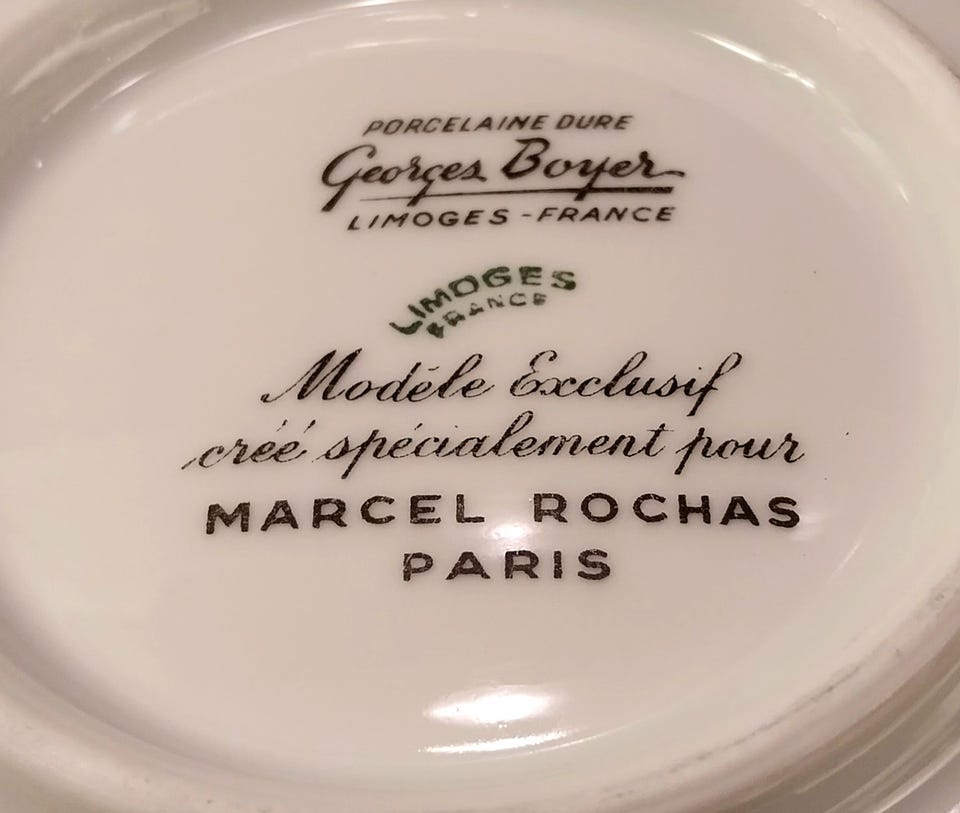 PORCELAINE DURE
Georges Boyer
LIMOGES - FRANCE
LIMOGES
FRANCE
Modèle Exclusif
créé spécialement pour
MARCEL ROCHAS
PARIS